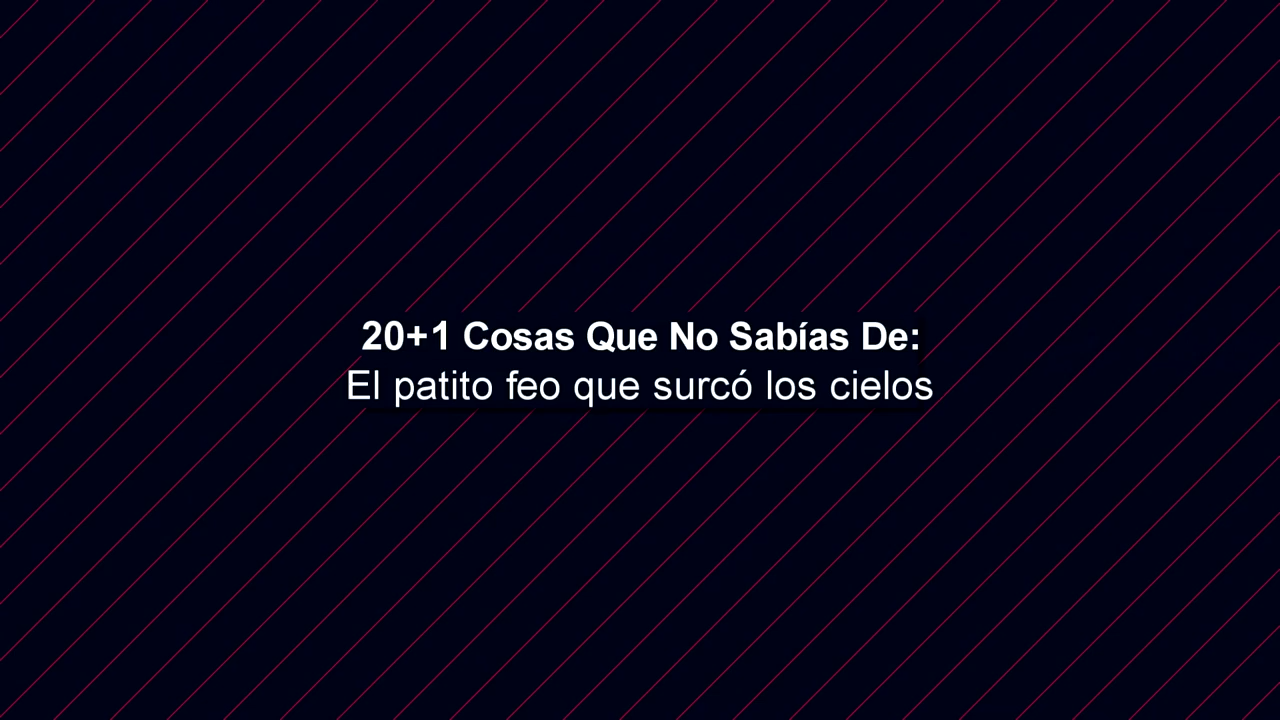 20+1 Cosas Que No Sabías De:
El patito feo que surcó los cielos